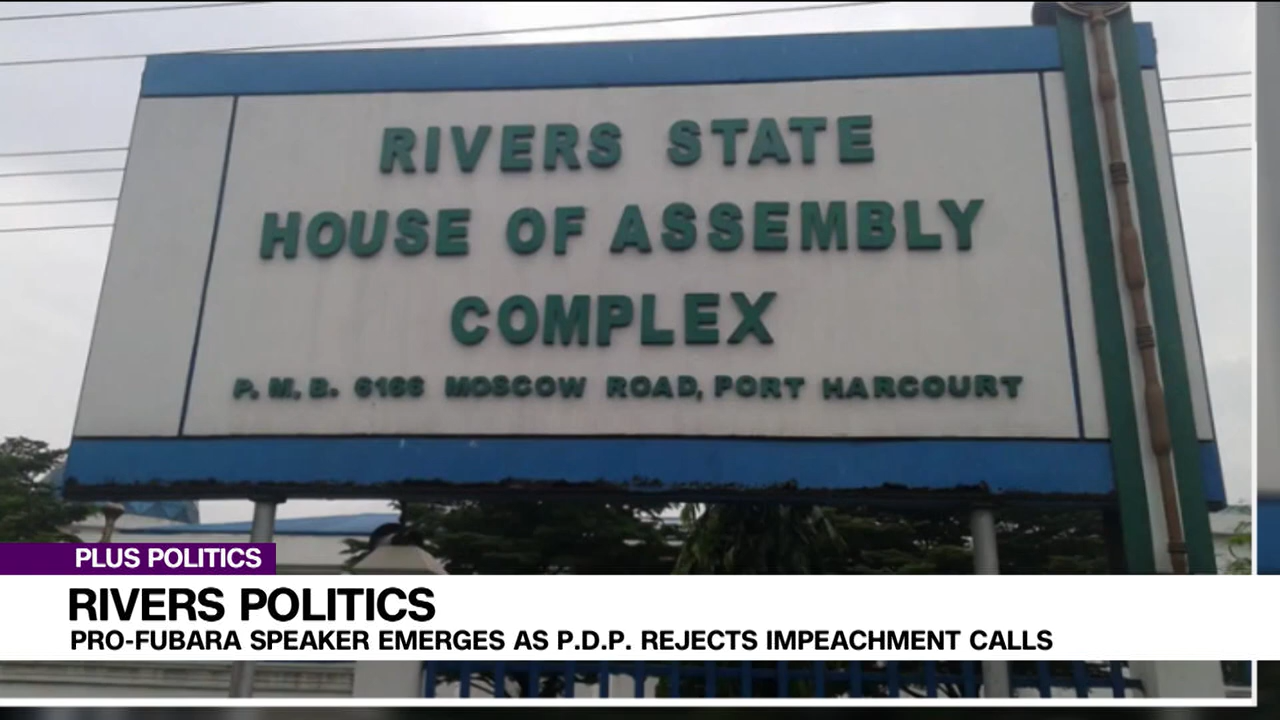 RIVERS STATE
HOUSE OF ASSEMBLY
COMPLEX
P. M. B. 6166 MOSCOW ROAD, PORT HARCOURT
PLUS POLITICS
RIVERS POLITICS
PRO-FUBARA SPEAKER EMERGES AS P.D.P. REJECTS IMPEACHMENT CALLS